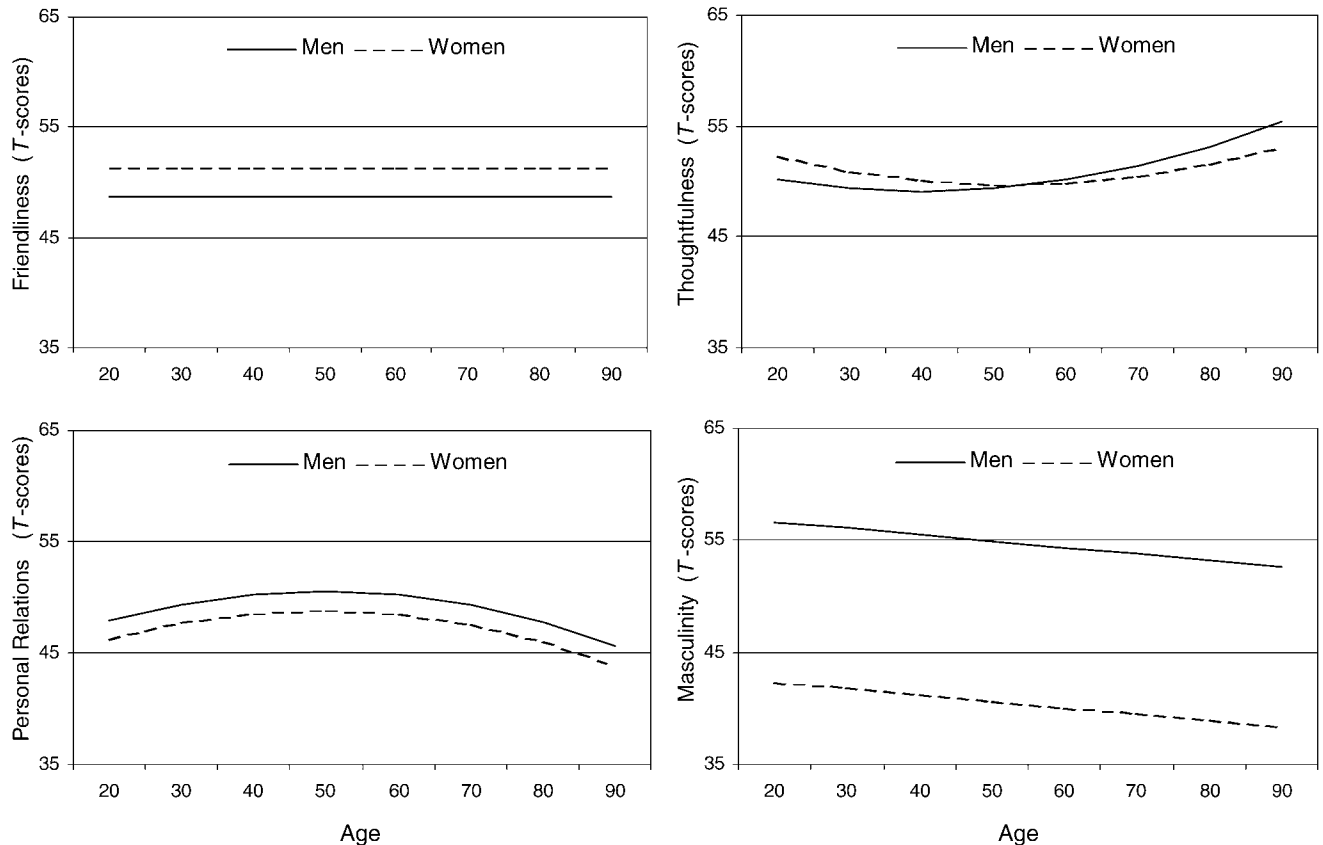 65
Men Women
55
45
35
Friendliness (T-scores)
20 30 40 50 60 70 80 90
65
Men Women
55
45
35
Thoughtfulness (T-scores)
20 30 40 50 60 70 80 90
65
Men Women
55
45
35
Personal Relations (T-scores)
20 30 40 50 60 70 80 90
Age
65
Men Women
55
45
35
Masculinity (T-scores)
20 30 40 50 60 70 80 90
Age